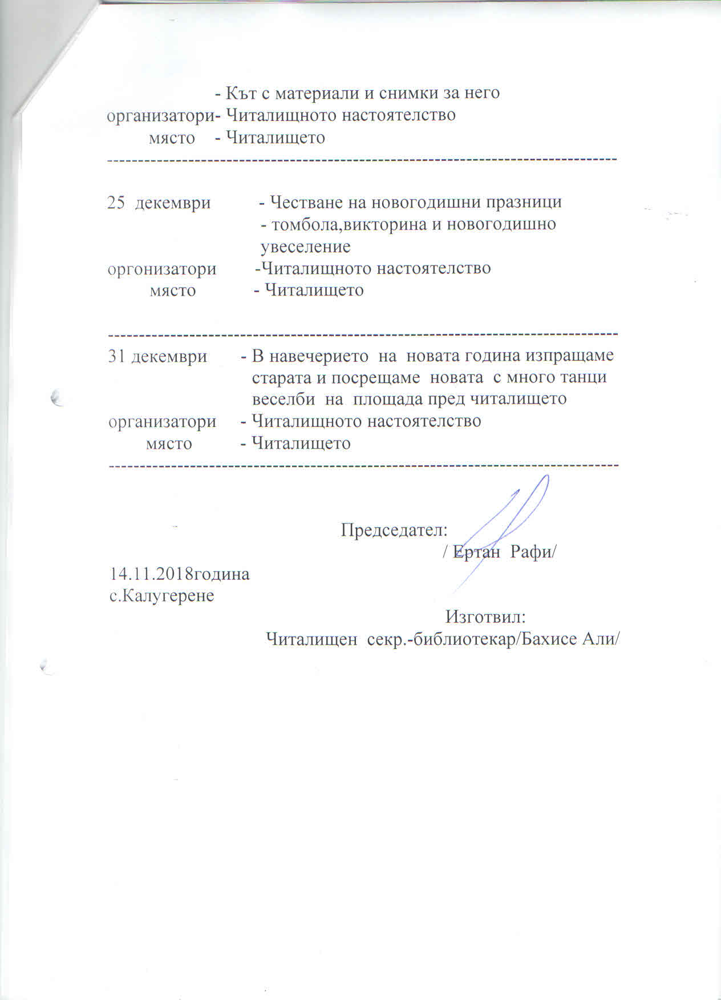 - Кът с материали и снимки за него
организатори- Читалищното настоятелство
място - Читалището
--------------------------------------------------------------------------------
25 декември - Честване на новогодишни празници
- томбола,викторина и новогодишно
увеселение
оргонизатори -Читалищното настоятелство
място - Читалището
--------------------------------------------------------------------------------
31 декември - В навечерието на новата година изпращаме
старата и посрещаме новата с много танци
веселби на площада пред читалището
организатори - Читалищното настоятелство
място - Читалището
--------------------------------------------------------------------------------
Председател:
/ Ертан Рафи/
14.11.2018година
с.Калугерене
Изготвил:
Читалищен секр.-библиотекар/Бахисе Али/